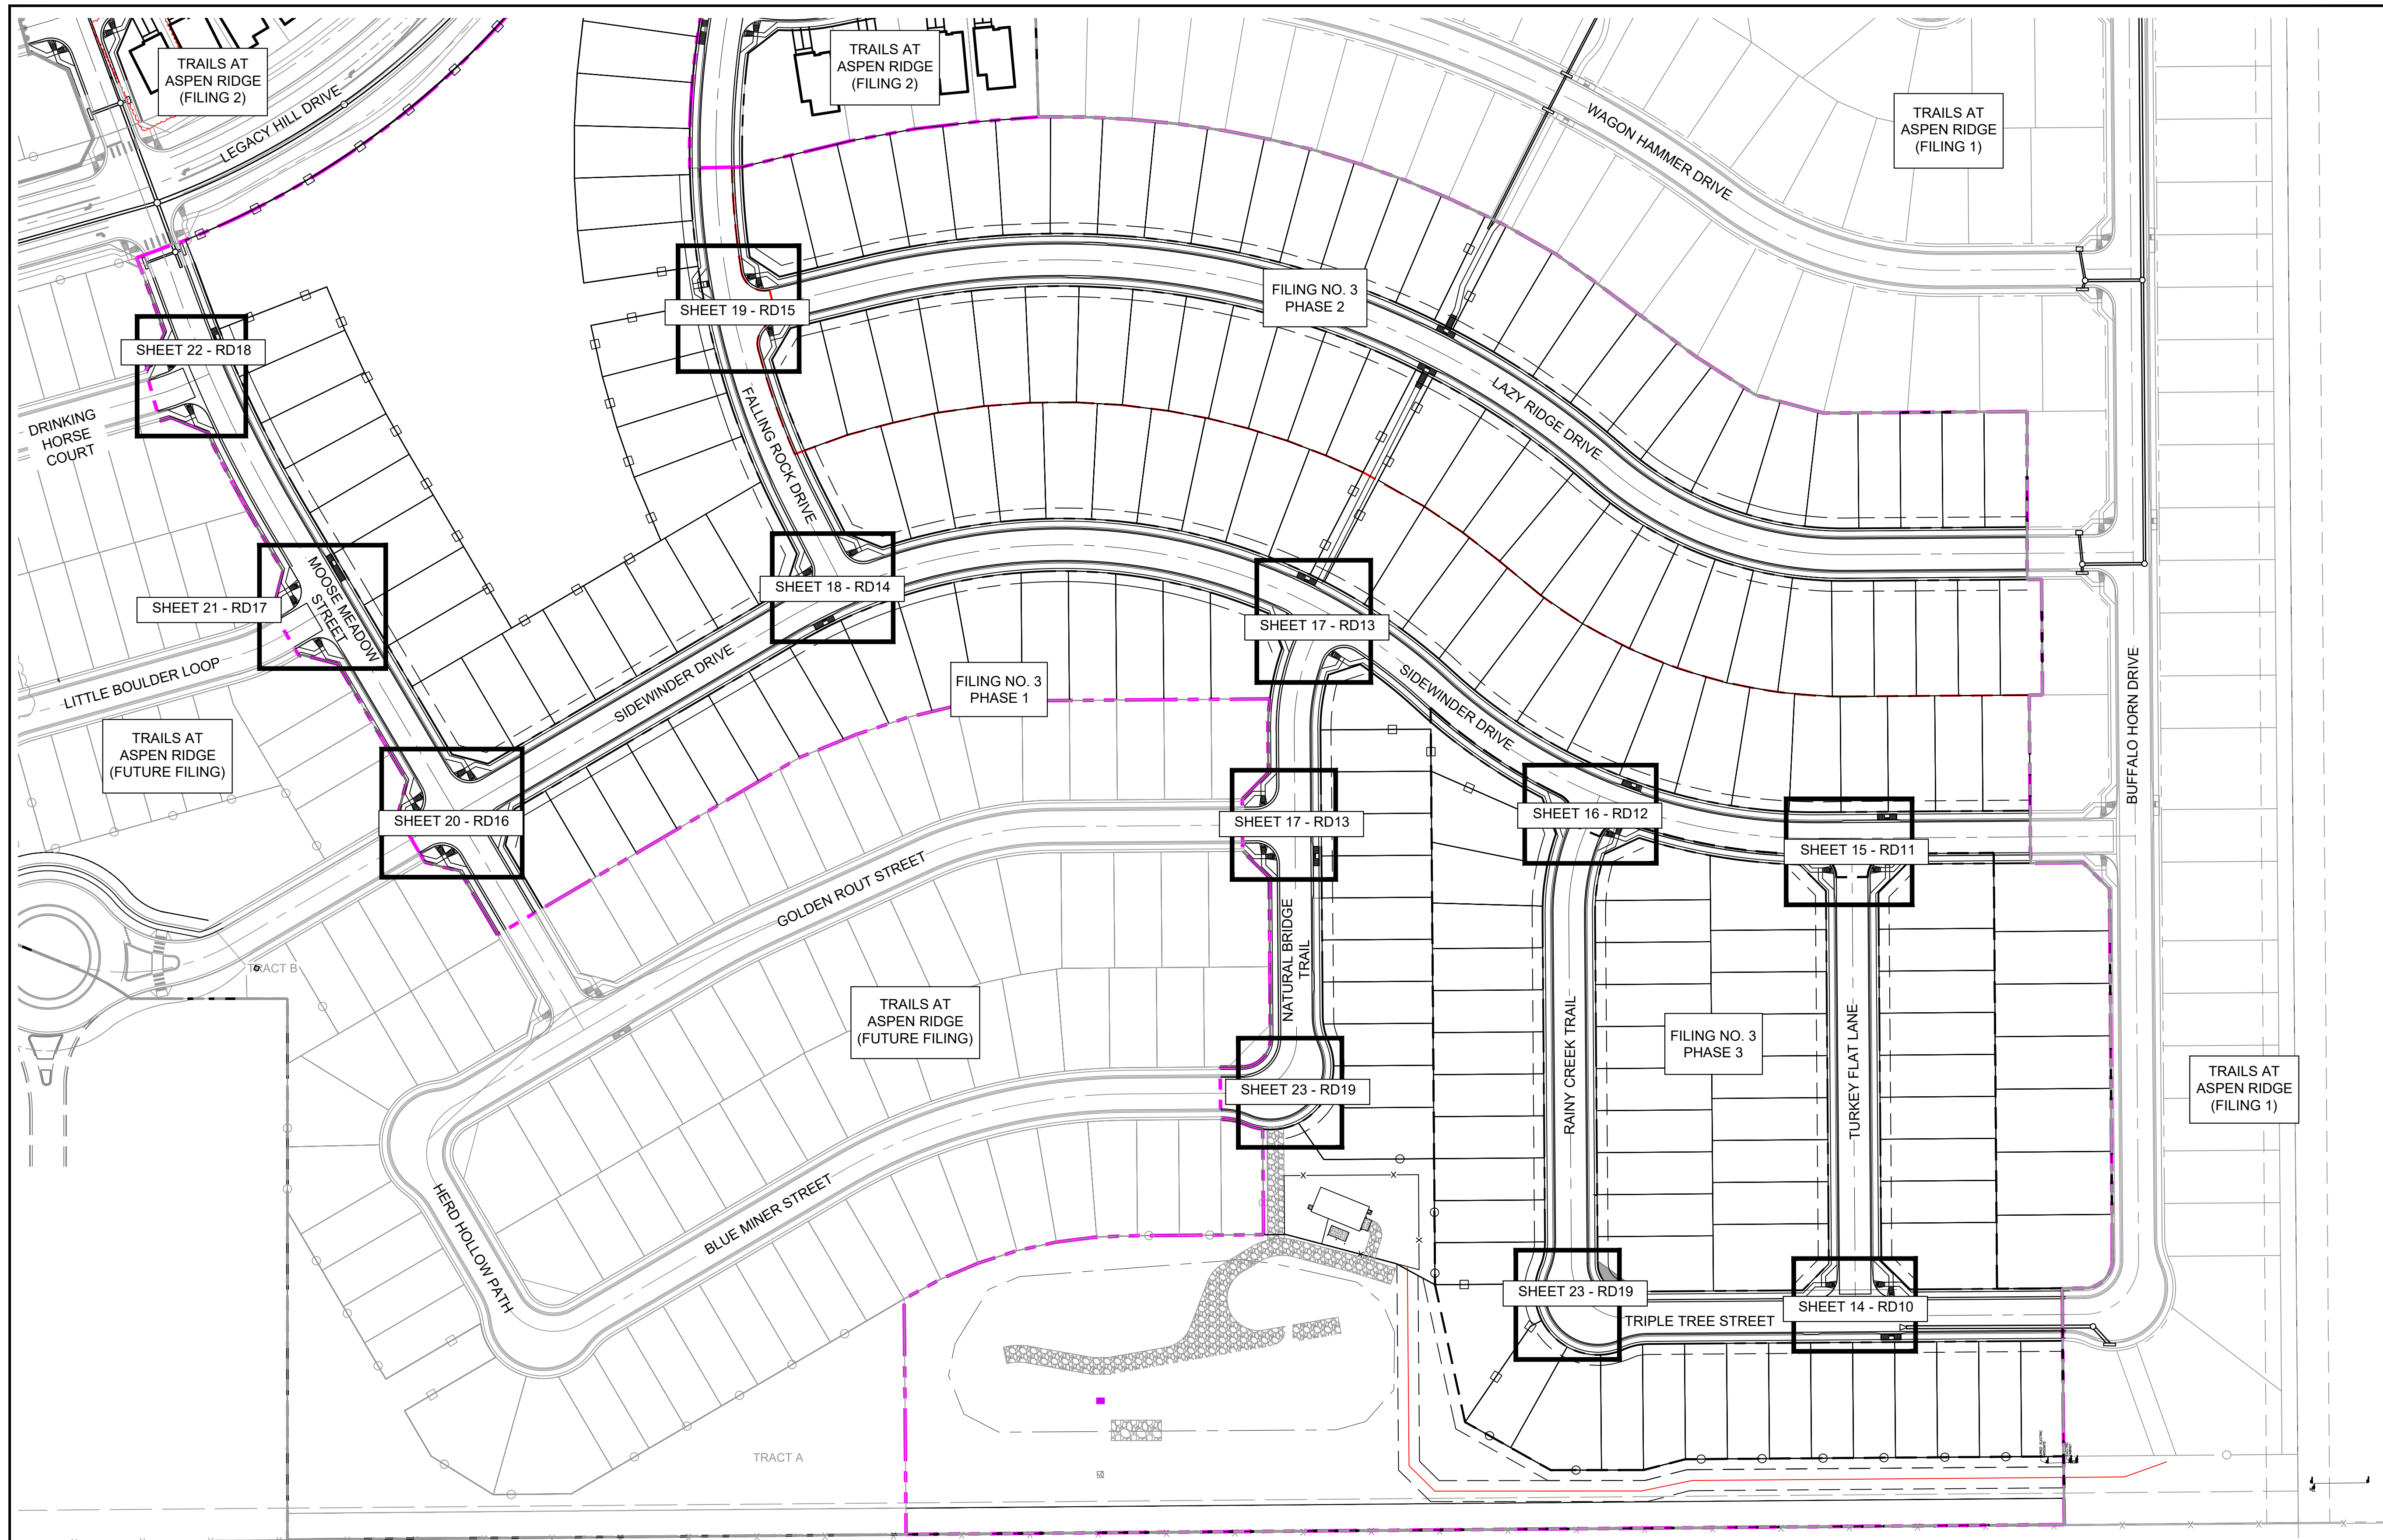 TRAILS AT
ASPEN RIDGE
(FILING 2)
LEGACY HILL DRIVE
TRAILS AT
ASPEN RIDGE
(FILING 2)
WAGON HAMMER DRIVE
TRAILS AT
ASPEN RIDGE
(FILING 1)
SHEET 19 - RD15
FILING NO. 3
PHASE 2
SHEET 22 - RD18
DRINKING
HORSE
COURT
FALLING ROCK DRIVE
LAZY RIDGE DRIVE
MOOSE MEADOW
STREET
SHEET 21 - RD17
SHEET 18 - RD14
SHEET 17 - RD13
LITTLE BOULDER LOOP
SIDEWINDER DRIVE
FILING NO. 3
PHASE 1
SIDEWINDER DRIVE
BUFFALO HORN DRIVE
TRAILS AT
ASPEN RIDGE
(FUTURE FILING)
SHEET 20 - RD16
SHEET 17 - RD13
SHEET 16 - RD12
SHEET 15 - RD11
GOLDEN ROUT STREET
TRACT B
NATURAL BRIDGE
TRAIL
TRAILS AT
ASPEN RIDGE
(FUTURE FILING)
RAINY CREEK TRAIL
FILING NO. 3
PHASE 3
TURKEY FLAT LANE
SHEET 23 - RD19
TRAILS AT
ASPEN RIDGE
(FILING 1)
HERD HOLLOW PATH
BLUE MINER STREET
SHEET 23 - RD19
TRIPLE TREE STREET
SHEET 14 - RD10
TRACT A